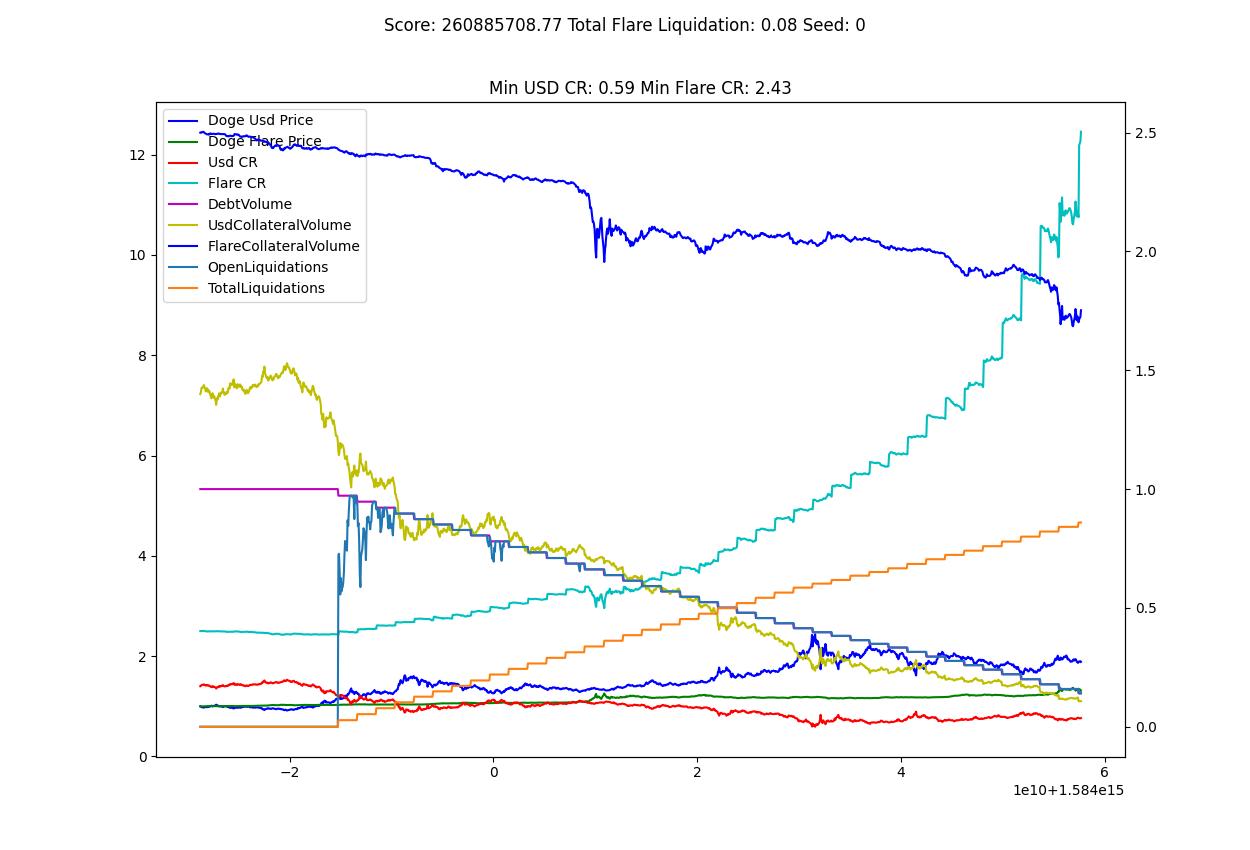 Score: 260885708.77 Total Flare Liquidation: 0.08 Seed: 0
Min USD CR: 0.59 Min Flare CR: 2.43
Doge Usd Price
Doge Flare Price
Usd CR
Flare CR
DebtVolume
UsdCollateralVolume
FlareCollateralVolume
OpenLiquidations
TotalLiquidations
12
10
8
6
4
2
0
2.5
2.0
1.5
1.0
0.5
0.0
−2
0
2
4
6
1e10+1.584e15